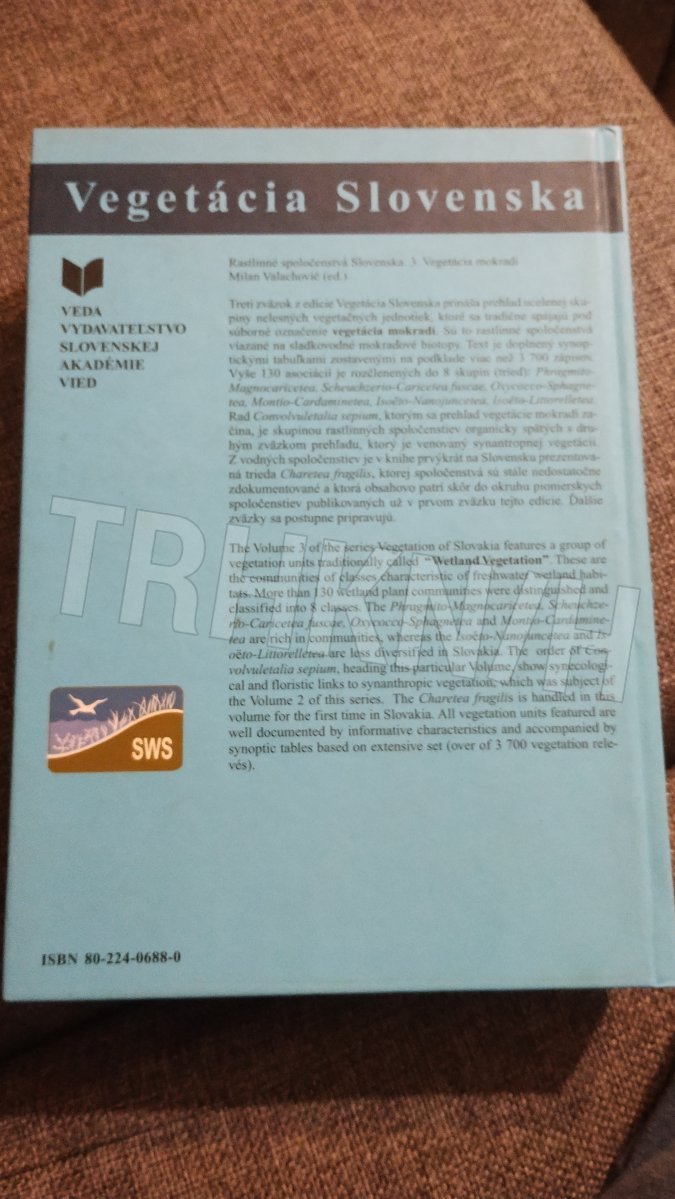 Vegetácia Slovenska
VEDA
VYDAVATEĽSTVO
SLOVENSKEJ
AKADÉMIE
VIED
Rastlinné spoločenstvá Slovenska. 3. Vegetácia mokradí
Milan Valachovič (ed.)
Tretí zväzok z edície Vegetácia Slovenska prináša prehľad ucelenej sku-
piny nelesných vegetačných jednotiek, ktoré sa tradične spájajú pod
súborné označenie vegetácia mokradí. Sú to rastlinné spoločenstvá
viazané na sladkovodné mokraďové biotopy. Text je doplnený synop-
tickými tabuľkami zostavenými na podklade viac než 3 700 zápisov.
Vyše 130 asociácií je rozčlenených do 8 skupín (tried): Phragmito-
Magnocaricetea, Scheuchzerio-Caricetea fuscae, Oxycocco-Sphagne-
tea, Montio-Cardaminetea, Isoëto-Nanojuncetea, Isoëto-Littorelletea.
Rad Convolvuletalia sepium, ktorým sa prehľad vegetácie mokradí za-
čína, je skupinou rastlinných spoločenstiev organicky spätých s dru-
hým zväzkom prehľadu, ktorý je venovaný synantropnej vegetácii.
Z vodných spoločenstiev je v knihe prvýkrát na Slovensku prezentova-
ná trieda Charetea fragilis, ktorej spoločenstvá sú stále nedostatočne
zdokumentované a ktorá obsahovo patrí skôr do okruhu pionierskych
spoločenstiev publikovaných už v prvom zväzku tejto edície. Ďalšie
zväzky sa postupne pripravujú.
The Volume 3 of the series Vegetation of Slovakia features a group of
vegetation units traditionally called "Wetland Vegetation". These are
the communities of classes characteristic of freshwater wetland habi-
tats. More than 130 wetland plant communities were distinguished and
classified into 8 classes. The Phragmito-Magnocaricetea, Scheuchze-
rio-Caricetea fuscae, Oxycocco-Sphagnetea and Montio-Cardamine-
tea are rich in communities, whereas the Isoëto-Nanojuncetea and Is-
oëto-Littorelletea are less diversified in Slovakia. The order of Con-
volvuletalia sepium, heading this particular Volume, show synecologi-
cal and floristic links to synanthropic vegetation, which was subject of
the Volume 2 of this series. The Charetea fragilis is handled in this
volume for the first time in Slovakia. All vegetation units featured are
well documented by informative characteristics and accompanied by
synoptic tables based on extensive set (over of 3 700 vegetation rele-
vés).
SWS
ISBN 80-224-0688-0